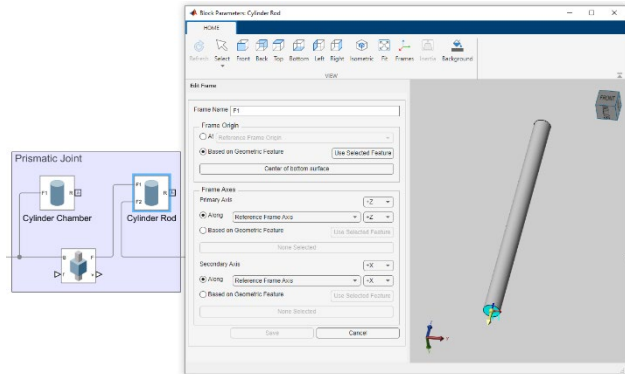 Block Parameters: Cylinder Rod
HOME
Refresh Select Front Back Top Bottom Left Right Isometric Fit Frames Inertia Background
VIEW
Edit Frame
Frame Name F1
Frame Origin
At Reference Frame Origin
Based on Geometric Feature Use Selected Feature
Center of bottom surface
Frame Axes
Primary Axis +Z
Along Reference Frame Axis +Z
Based on Geometric Feature Use Selected Feature
None Selected
Secondary Axis +X
Along Reference Frame Axis +X
Based on Geometric Feature Use Selected Feature
None Selected
Save Cancel
FRONT
Y
Prismatic Joint
F1 R
Cylinder Chamber
F1
F2
R
Cylinder Rod
B F